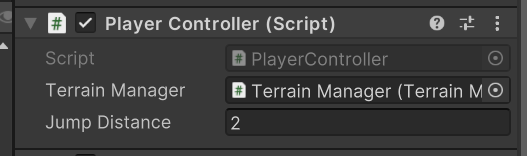 Player Controller (Script)
Script PlayerController
Terrain Manager Terrain Manager (Terrain M
Jump Distance 2